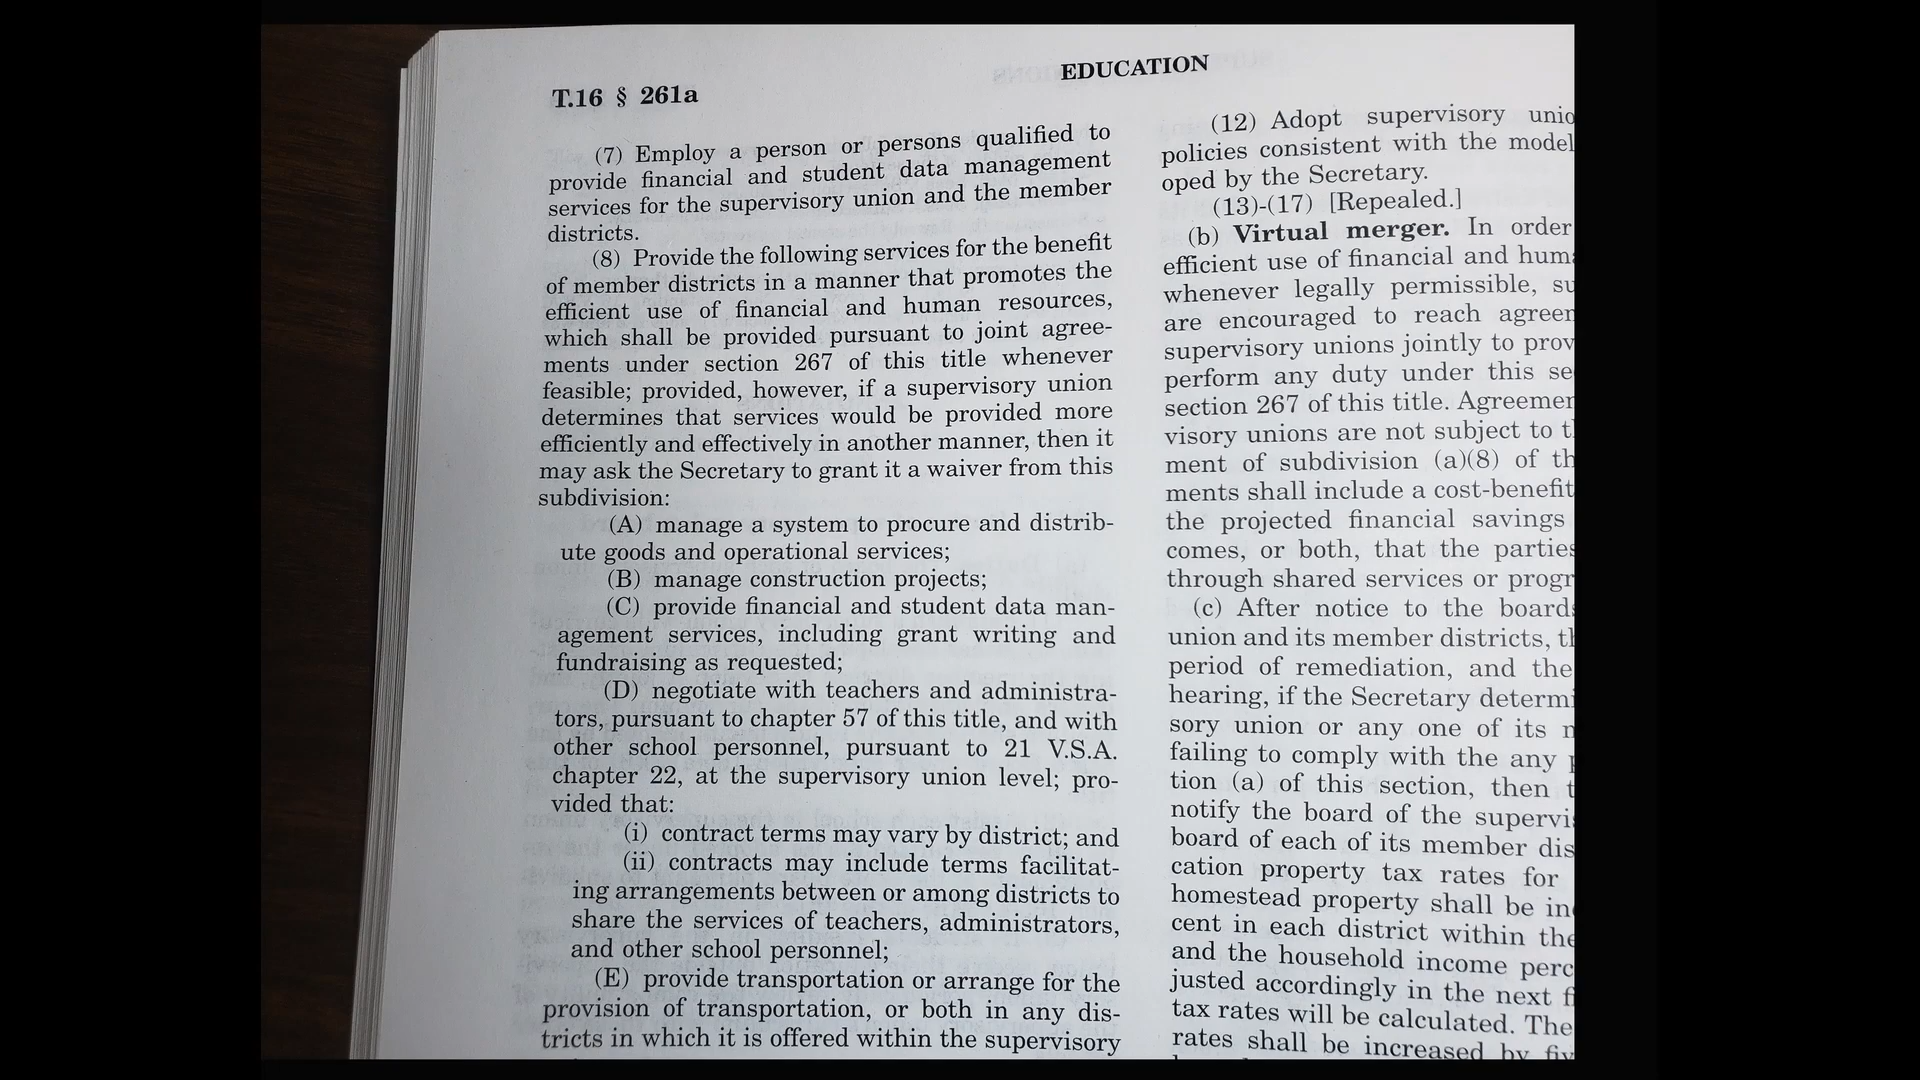 T.16 § 261a
EDUCATION
(7) Employ a person or persons qualified to
provide financial and student data management
services for the supervisory union and the member
districts.
(8) Provide the following services for the benefit
of member districts in a manner that promotes the
efficient use of financial and human resources,
which shall be provided pursuant to joint agree-
ments under section 267 of this title whenever
feasible; provided, however, if a supervisory union
determines that services would be provided more
efficiently and effectively in another manner, then it
may ask the Secretary to grant it a waiver from this
subdivision:
(A) manage a system to procure and distrib-
ute goods and operational services;
(B) manage construction projects;
(C) provide financial and student data man-
agement services, including grant writing and
fundraising as requested;
(D) negotiate with teachers and administra-
tors, pursuant to chapter 57 of this title, and with
other school personnel, pursuant to 21 V.S.A.
chapter 22, at the supervisory union level; pro-
vided that:
(i) contract terms may vary by district; and
(ii) contracts may include terms facilitat-
ing arrangements between or among districts to
share the services of teachers, administrators,
and other school personnel;
(E) provide transportation or arrange for the
provision of transportation, or both in any dis-
tricts in which it is offered within the supervisory
(12) Adopt supervisory
policies consistent with the model
oped by the Secretary.
(13)-(17) [Repealed.]
(b) Virtual merger. In order
efficient use of financial and
whenever legally permissible,
are encouraged to reach
supervisory unions jointly to
perform any duty under this
section 267 of this title.
visory unions are not subject to
ment of subdivision (a)(8) of
ments shall include a cost-benefit
the projected financial savings
comes, or both, that the
through shared services or
(c) After notice to the
union and its member districts,
period of remediation, and the
hearing, if the Secretary
sory union or any one of its
failing to comply with the any
tion (a) of this section, then
notify the board of the
board of each of its member
cation property tax rates for
homestead property shall be
cent in each district within
and the household income
justed accordingly in the next
tax rates will be calculated. The
rates shall be increased by